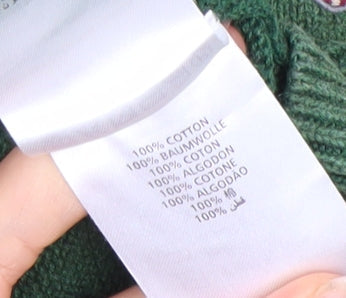 100% COTTON
100% BAUMWOLLE
100% COTON
100% ALGODON
100% COTONE
100% ALGODÃO
100% 棉
100% قطن